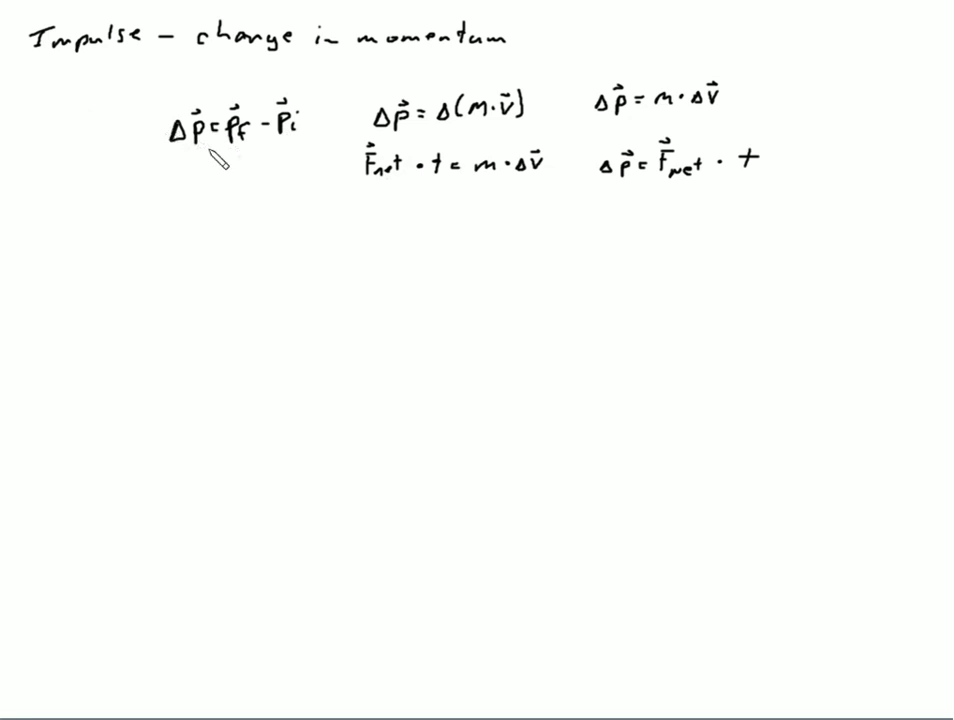 Impulse – change in momentum
Δp⃗ = p⃗f - p⃗i
Δp⃗ = Δ(m·v⃗)
Δp⃗ = m·Δv⃗
F⃗net · t = m·Δv⃗
Δp⃗ = F⃗net · t